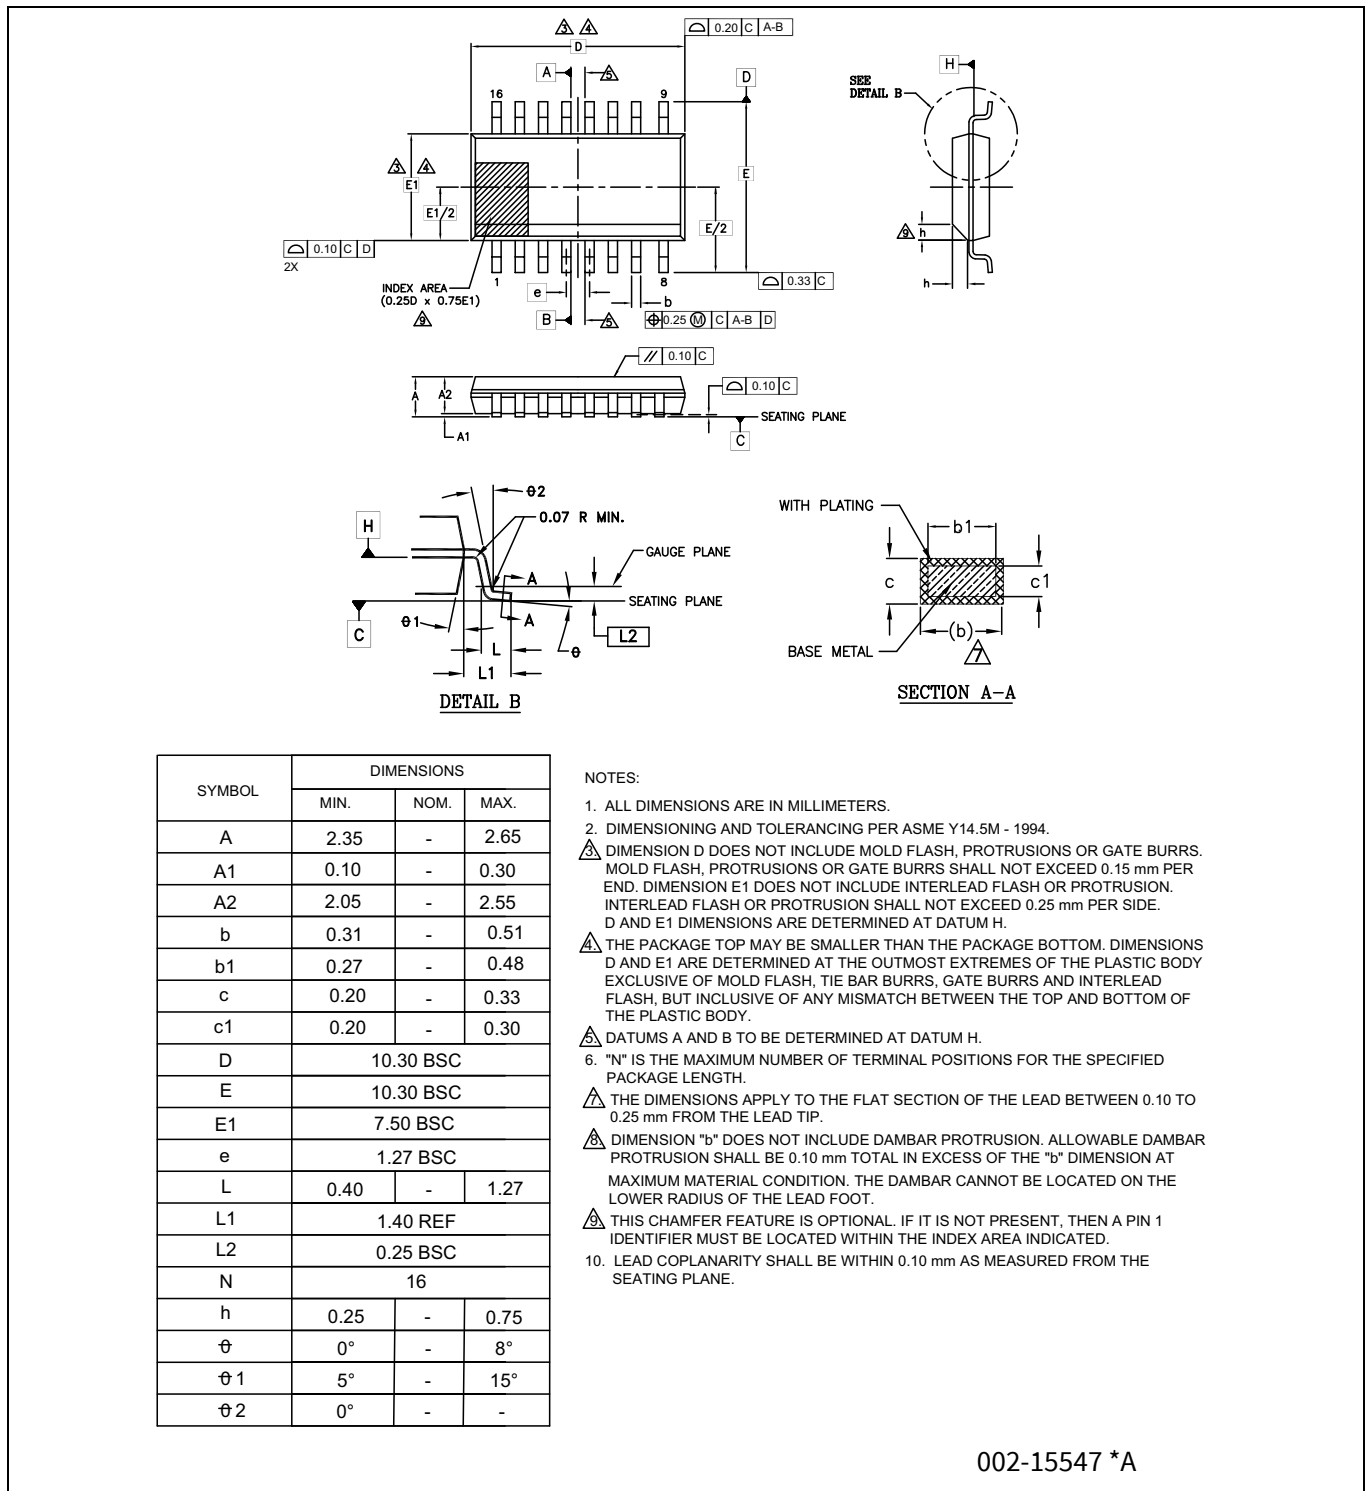 3 4
0.20 C A-B
D
A
5
D
H
SEE
DETAIL B
16
9
3 4
E1
E
E1/2
E/2
9
h
0.10 C D
2X
0.33 C
1
8
INDEX AREA
(0.25D x 0.75E1)
e
b
h
9
B
5
0.25 M C A-B D
// 0.10 C
A
A2
0.10 C
SEATING PLANE
A1
C
θ2
0.07 R MIN.
WITH PLATING
b1
H
GAUGE PLANE
A
c
c1
SEATING PLANE
C
θ1
A
L2
L
θ
(b)
BASE METAL
7
L1
DETAIL B
SECTION A-A
SYMBOL
DIMENSIONS
MIN. NOM. MAX.
A 2.35 - 2.65
A1 0.10 - 0.30
A2 2.05 - 2.55
b 0.31 - 0.51
b1 0.27 - 0.48
c 0.20 - 0.33
c1 0.20 - 0.30
D 10.30 BSC
E 10.30 BSC
E1 7.50 BSC
e 1.27 BSC
L 0.40 - 1.27
L1 1.40 REF
L2 0.25 BSC
N 16
h 0.25 - 0.75
θ 0° - 8°
θ1 5° - 15°
θ2 0° - -
NOTES:
1. ALL DIMENSIONS ARE IN MILLIMETERS.
2. DIMENSIONING AND TOLERANCING PER ASME Y14.5M - 1994.
3. DIMENSION D DOES NOT INCLUDE MOLD FLASH, PROTRUSIONS OR GATE BURRS.
MOLD FLASH, PROTRUSIONS OR GATE BURRS SHALL NOT EXCEED 0.15 mm PER
END. DIMENSION E1 DOES NOT INCLUDE INTERLEAD FLASH OR PROTRUSION.
INTERLEAD FLASH OR PROTRUSION SHALL NOT EXCEED 0.25 mm PER SIDE.
D AND E1 DIMENSIONS ARE DETERMINED AT DATUM H.
4. THE PACKAGE TOP MAY BE SMALLER THAN THE PACKAGE BOTTOM. DIMENSIONS
D AND E1 ARE DETERMINED AT THE OUTMOST EXTREMES OF THE PLASTIC BODY
EXCLUSIVE OF MOLD FLASH, TIE BAR BURRS, GATE BURRS AND INTERLEAD
FLASH, BUT INCLUSIVE OF ANY MISMATCH BETWEEN THE TOP AND BOTTOM OF
THE PLASTIC BODY.
5. DATUMS A AND B TO BE DETERMINED AT DATUM H.
6. "N" IS THE MAXIMUM NUMBER OF TERMINAL POSITIONS FOR THE SPECIFIED
PACKAGE LENGTH.
7. THE DIMENSIONS APPLY TO THE FLAT SECTION OF THE LEAD BETWEEN 0.10 TO
0.25 mm FROM THE LEAD TIP.
8. DIMENSION "b" DOES NOT INCLUDE DAMBAR PROTRUSION. ALLOWABLE DAMBAR
PROTRUSION SHALL BE 0.10 mm TOTAL IN EXCESS OF THE "b" DIMENSION AT
MAXIMUM MATERIAL CONDITION. THE DAMBAR CANNOT BE LOCATED ON THE
LOWER RADIUS OF THE LEAD FOOT.
9. THIS CHAMFER FEATURE IS OPTIONAL. IF IT IS NOT PRESENT, THEN A PIN 1
IDENTIFIER MUST BE LOCATED WITHIN THE INDEX AREA INDICATED.
10. LEAD COPLANARITY SHALL BE WITHIN 0.10 mm AS MEASURED FROM THE
SEATING PLANE.
002-15547 *A